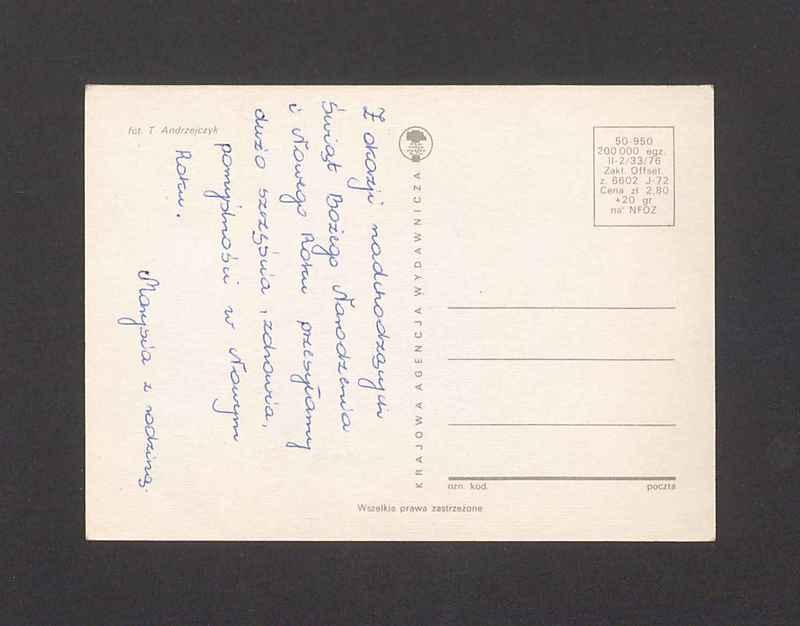 fot. T. Andrzejczyk
Z okazji nadchodzących
Świąt Bożego Narodzenia
i Nowego Roku przesyłamy
dużo szczęścia, zdrowia,
pomyślności w Nowym
Roku.
Marysia z rodziną.
KRAJOWA AGENCJA WYDAWNICZA
50-950
200 000 egz.
II-2/33/76
Zakł. Offset.
z. 6602 J-72
Cena zł 2,80
+20 gr
na NFOZ
ozn. kod.
poczta
Wszelkie prawa zastrzeżone